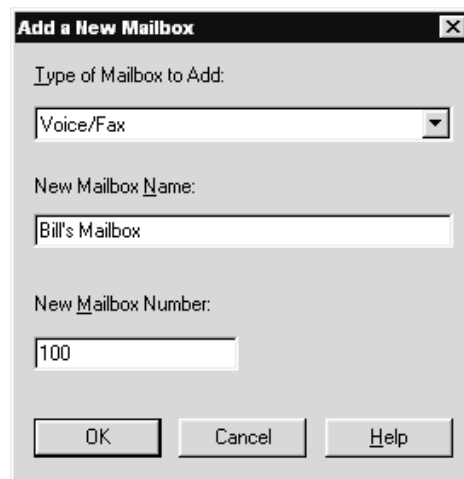 Add a New Mailbox
Type of Mailbox to Add:
Voice/Fax
New Mailbox Name:
Bill's Mailbox
New Mailbox Number:
100
OK Cancel Help